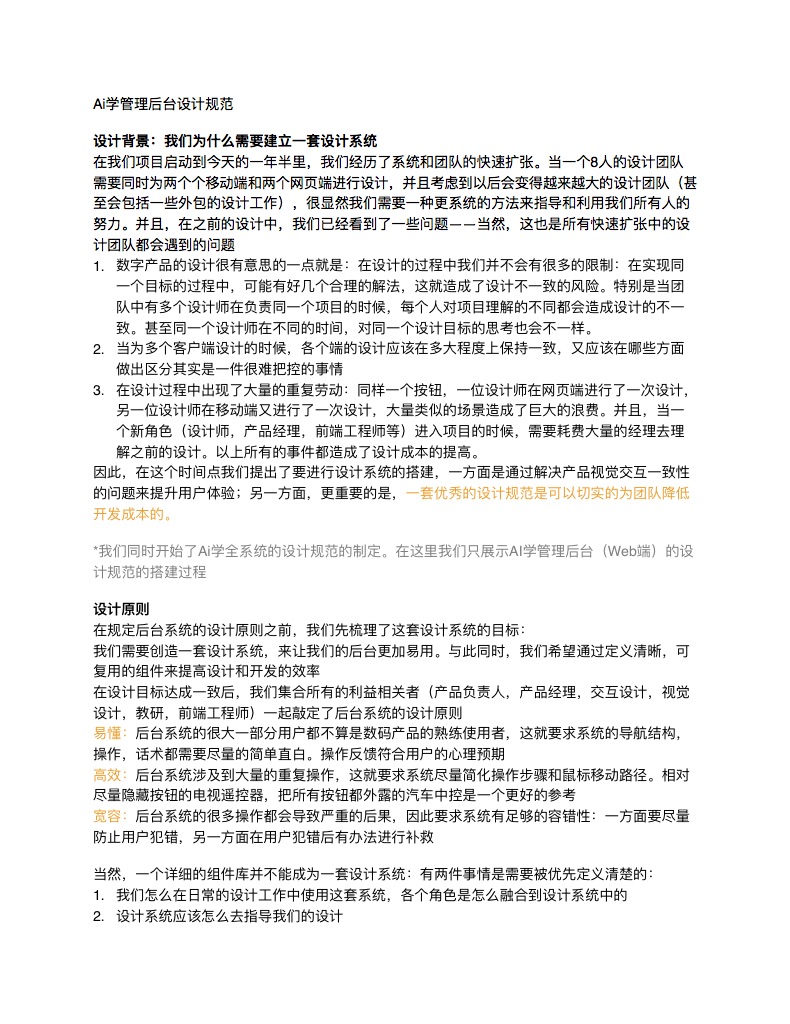 Ai学管理后台设计规范
设计背景：我们为什么需要建立一套设计系统
在我们项目启动到今天的一年半里，我们经历了系统和团队的快速扩张。当一个8人的设计团队
需要同时为两个个移动端和两个网页端进行设计，并且考虑到以后会变得越来越大的设计团队（甚
至会包括一些外包的设计工作），很显然我们需要一种更系统的方法来指导和利用我们所有人的
努力。并且，在之前的设计中，我们已经看到了一些问题——当然，这也是所有快速扩张中的设
计团队都会遇到的问题
1. 数字产品的设计很有意思的一点就是：在设计的过程中我们并不会有很多的限制：在实现同
一个目标的过程中，可能有好几个合理的解法，这就造成了设计不一致的风险。特别是当团
队中有多个设计师在负责同一个项目的时候，每个人对项目理解的不同都会造成设计的不一
致。甚至同一个设计师在不同的时间，对同一个设计目标的思考也会不一样。
2. 当为多个客户端设计的时候，各个端的设计应该在多大程度上保持一致，又应该在哪些方面
做出区分其实是一件很难把控的事情
3. 在设计过程中出现了大量的重复劳动：同样一个按钮，一位设计师在网页端进行了一次设计，
另一位设计师在移动端又进行了一次设计，大量类似的场景造成了巨大的浪费。并且，当一
个新角色（设计师，产品经理，前端工程师等）进入项目的时候，需要耗费大量的经理去理
解之前的设计。以上所有的事件都造成了设计成本的提高。
因此，在这个时间点我们提出了要进行设计系统的搭建，一方面是通过解决产品视觉交互一致性
的问题来提升用户体验；另一方面，更重要的是，一套优秀的设计规范是可以切实的为团队降低
开发成本的。
*我们同时开始了Ai学全系统的设计规范的制定。在这里我们只展示AI学管理后台（Web端）的设
计规范的搭建过程
设计原则
在规定后台系统的设计原则之前，我们先梳理了这套设计系统的目标：
我们需要创造一套设计系统，来让我们的后台更加易用。与此同时，我们希望通过定义清晰，可
复用的组件来提高设计和开发的效率
在设计目标达成一致后，我们集合所有的利益相关者（产品负责人，产品经理，交互设计，视觉
设计，教研，前端工程师）一起敲定了后台系统的设计原则
易懂：后台系统的很大一部分用户都不算是数码产品的熟练使用者，这就要求系统的导航结构，
操作，话术都需要尽量的简单直白。操作反馈符合用户的心理预期
高效：后台系统涉及到大量的重复操作，这就要求系统尽量简化操作步骤和鼠标移动路径。相对
尽量隐藏按钮的电视遥控器，把所有按钮都外露的汽车中控是一个更好的参考
宽容：后台系统的很多操作都会导致严重的后果，因此要求系统有足够的容错性：一方面要尽量
防止用户犯错，另一方面在用户犯错后有办法进行补救
当然，一个详细的组件库并不能成为一套设计系统：有两件事情是需要被优先定义清楚的：
1. 我们怎么在日常的设计工作中使用这套系统，各个角色是怎么融合到设计系统中的
2. 设计系统应该怎么去指导我们的设计